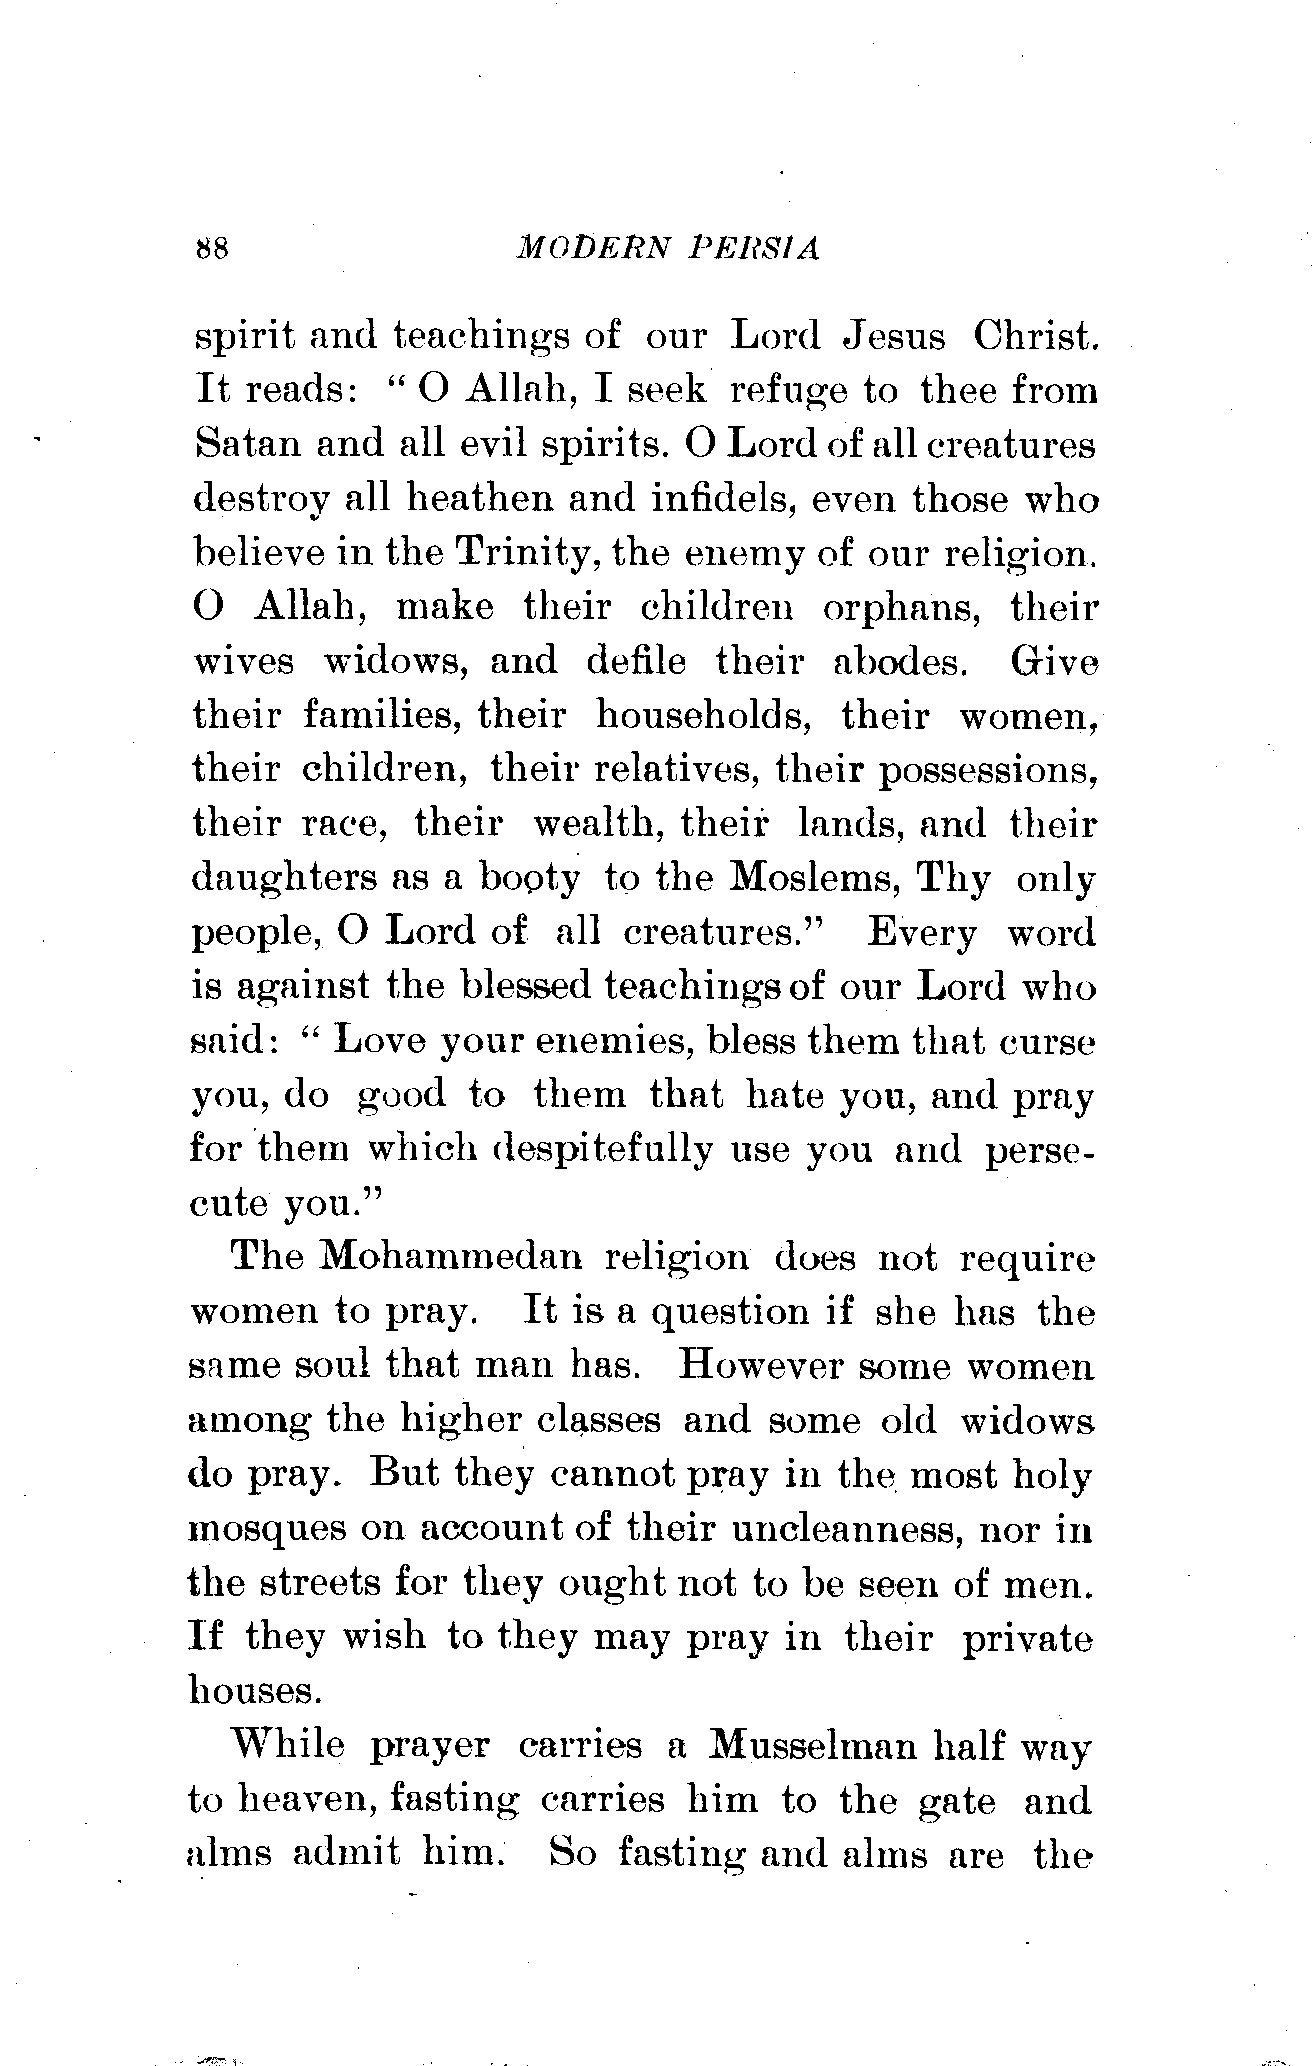 88 MODERN PERSIA
spirit and teachings of our Lord Jesus Christ.
It reads: “ O Allah, I seek refuge to thee from
Satan and all evil spirits. O Lord of all creatures
destroy all heathen and infidels, even those who
believe in the Trinity, the enemy of our religion.
O Allah, make their children orphans, their
wives widows, and defile their abodes. Give
their families, their households, their women,
their children, their relatives, their possessions,
their race, their wealth, their lands, and their
daughters as a booty to the Moslems, Thy only
people, O Lord of all creatures.” Every word
is against the blessed teachings of our Lord who
said: “ Love your enemies, bless them that curse
you, do good to them that hate you, and pray
for them which despitefully use you and perse-
cute you.”
The Mohammedan religion does not require
women to pray. It is a question if she has the
same soul that man has. However some women
among the higher classes and some old widows
do pray. But they cannot pray in the most holy
mosques on account of their uncleanness, nor in
the streets for they ought not to be seen of men.
If they wish to they may pray in their private
houses.
While prayer carries a Musselman half way
to heaven, fasting carries him to the gate and
alms admit him. So fasting and alms are the